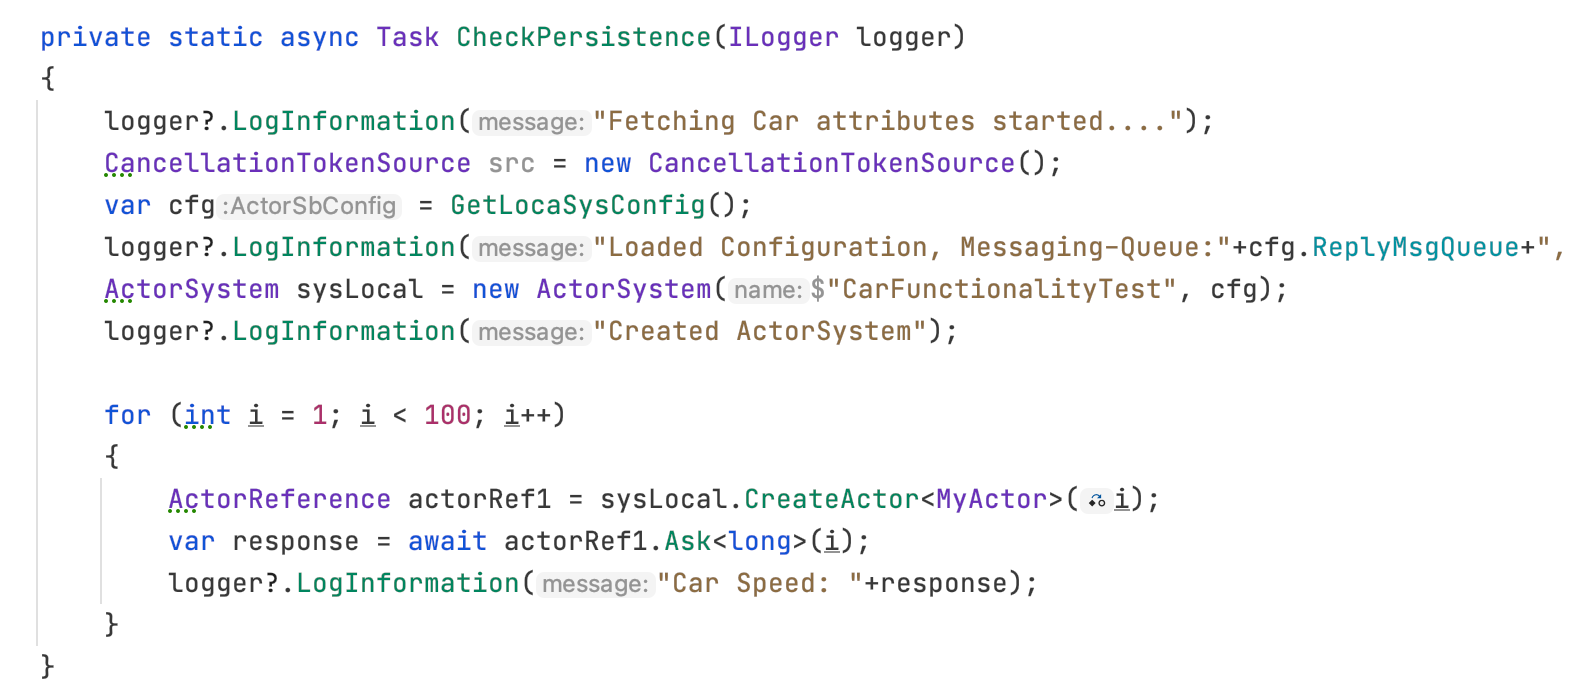 private static async Task CheckPersistence(ILogger logger)
{
logger?.LogInformation(message:"Fetching Car attributes started....");
CancellationTokenSource src = new CancellationTokenSource();
var cfg:ActorSbConfig = GetLocaSysConfig();
logger?.LogInformation(message:"Loaded Configuration, Messaging-Queue:"+cfg.ReplyMsgQueue+",
ActorSystem sysLocal = new ActorSystem(name:$"CarFunctionalityTest", cfg);
logger?.LogInformation(message:"Created ActorSystem");
for (int i = 1; i < 100; i++)
{
ActorReference actorRef1 = sysLocal.CreateActor<MyActor>(i);
var response = await actorRef1.Ask<long>(i);
logger?.LogInformation(message:"Car Speed: "+response);
}
}